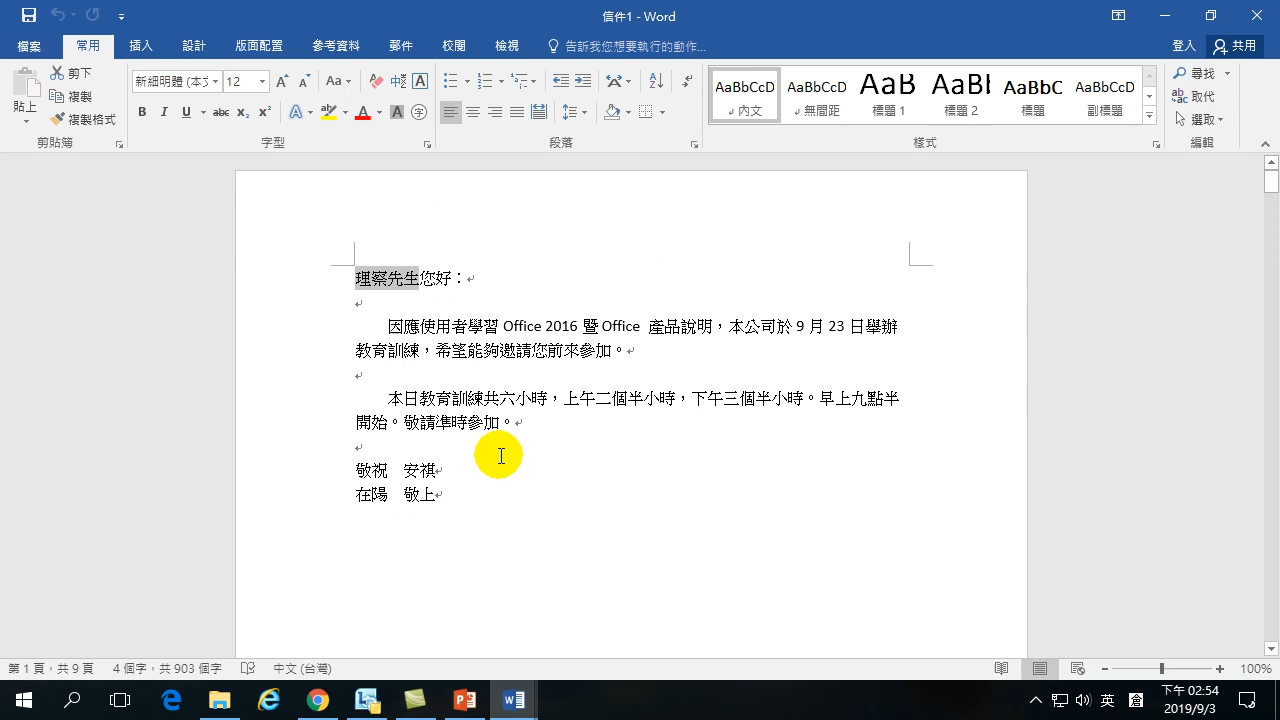 信件1 - Word
檔案 常用 插入 設計 版面配置 參考資料 郵件 校閱 檢視 告訴我您想要執行的動作... 登入 共用
貼上 剪下 複製 複製格式
新細明體 (本文 12 Aa A
B I U abc X₂ X² A A A 字
AaBbCcD AaBbCcD AaB AaBb AaBbC AaBbCcD
內文 無間距 標題 1 標題 2 標題 副標題
尋找 取代 選取
剪貼簿 字型 段落 樣式 編輯
理察先生您好：
因應使用者學習 Office 2016 暨 Office 產品說明，本公司於 9 月 23 日舉辦
教育訓練，希望能夠邀請您前來參加。
本日教育訓練共六小時，上午二個半小時，下午三個半小時。早上九點半
開始。敬請準時參加。
敬祝 安祺
在陽 敬上
第 1 頁，共 9 頁 4 個字，共 903 個字 中文 (台灣) 100%
英 下午 02:54
2019/9/3